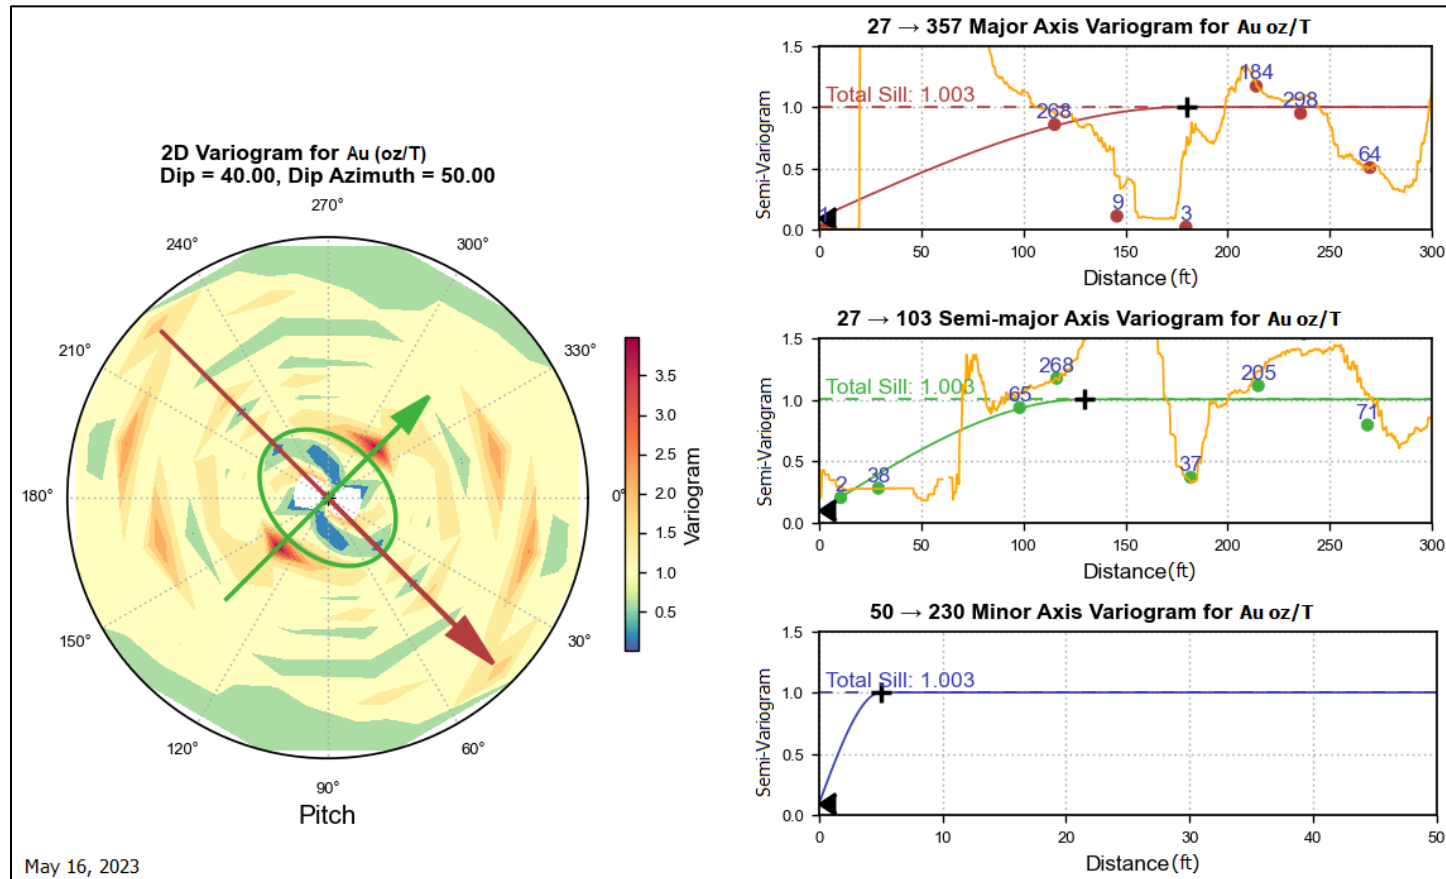 2D Variogram for Au (oz/T)
Dip = 40.00, Dip Azimuth = 50.00
270°
240°
300°
210°
330°
180°
0°
150°
30°
120°
60°
90°
Pitch
3.5
3.0
2.5
2.0
1.5
1.0
0.5
Variogram
May 16, 2023
27 → 357 Major Axis Variogram for Au oz/T
1.5
1.0
0.5
0.0
Semi-Variogram
Total Sill: 1.003
1
268
9
3
184
298
64
0 50 100 150 200 250 300
Distance (ft)
27 → 103 Semi-major Axis Variogram for Au oz/T
1.5
1.0
0.5
0.0
Semi-Variogram
Total Sill: 1.003
2
38
65
268
37
205
71
0 50 100 150 200 250 300
Distance (ft)
50 → 230 Minor Axis Variogram for Au oz/T
1.5
1.0
0.5
0.0
Semi-Variogram
Total Sill: 1.003
0 10 20 30 40 50
Distance (ft)